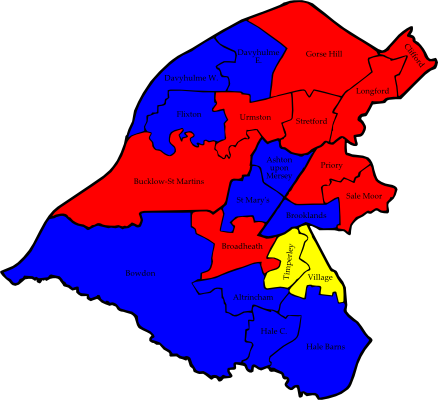 Gorse Hill
Clifford
Davyhulme
E
Davyhulme W
Longford
Flixton
Urmston
Stretford
Ashton
upon
Mersey
Priory
Bucklow-St Martins
Sale Moor
St Mary's
Brooklands
Broadheath
Timperley
Village
Bowdon
Altrincham
Hale C
Hale Barns